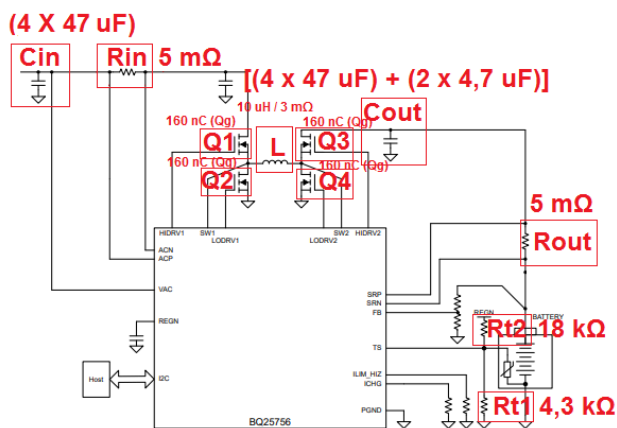 (4 X 47 uF)
Cin
Rin
5 mΩ
[(4 x 47 uF) + (2 x 4,7 uF)]
10 uH / 3 mΩ
Cout
160 nC (Qg)
160 nC (Qg)
Q1
L
Q3
160 nC (Qg)
160 nC (Qg)
Q2
Q4
5 mΩ
Rout
HIDRV1
SW1
LODRV1
LODRV2
SW2
HIDRV2
ACN
ACP
VAC
REGN
Host
I2C
SRP
SRN
FB
REGN
BATTERY
Rt2
18 kΩ
TS
ILIM_HIZ
ICHG
Rt1
4,3 kΩ
PGND
BQ25756